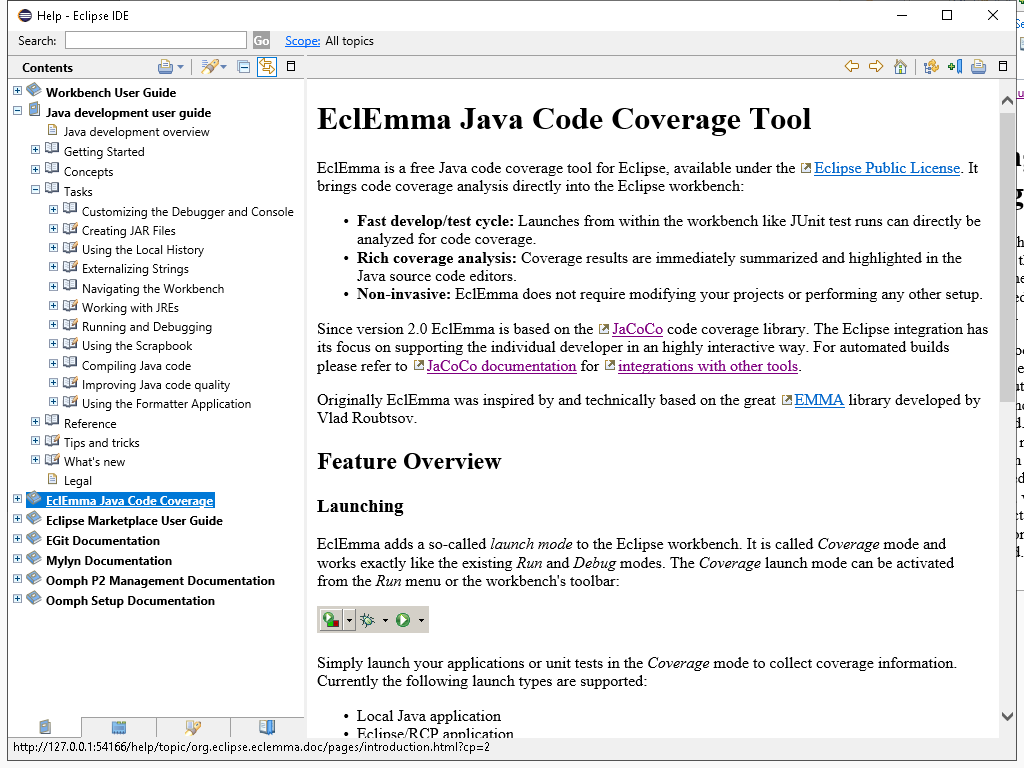 Help - Eclipse IDE
Search:
Go
Scope: All topics
Contents
Workbench User Guide
Java development user guide
Java development overview
Getting Started
Concepts
Tasks
Customizing the Debugger and Console
Creating JAR Files
Using the Local History
Externalizing Strings
Navigating the Workbench
Working with JREs
Running and Debugging
Using the Scrapbook
Compiling Java code
Improving Java code quality
Using the Formatter Application
Reference
Tips and tricks
What's new
Legal
EclEmma Java Code Coverage
Eclipse Marketplace User Guide
EGit Documentation
Mylyn Documentation
Oomph P2 Management Documentation
Oomph Setup Documentation
EclEmma Java Code Coverage Tool
EclEmma is a free Java code coverage tool for Eclipse, available under the Eclipse Public License. It
brings code coverage analysis directly into the Eclipse workbench:
• Fast develop/test cycle: Launches from within the workbench like JUnit test runs can directly be
analyzed for code coverage.
• Rich coverage analysis: Coverage results are immediately summarized and highlighted in the
Java source code editors.
• Non-invasive: EclEmma does not require modifying your projects or performing any other setup.
Since version 2.0 EclEmma is based on the JaCoCo code coverage library. The Eclipse integration has
its focus on supporting the individual developer in an highly interactive way. For automated builds
please refer to JaCoCo documentation for integrations with other tools.
Originally EclEmma was inspired by and technically based on the great EMMA library developed by
Vlad Roubtsov.
Feature Overview
Launching
EclEmma adds a so-called launch mode to the Eclipse workbench. It is called Coverage mode and
works exactly like the existing Run and Debug modes. The Coverage launch mode can be activated
from the Run menu or the workbench's toolbar:
Simply launch your applications or unit tests in the Coverage mode to collect coverage information.
Currently the following launch types are supported:
• Local Java application
• Eclipse/RCP application
http://127.0.0.1:54166/help/topic/org.eclipse.eclemma.doc/pages/introduction.html?cp=2